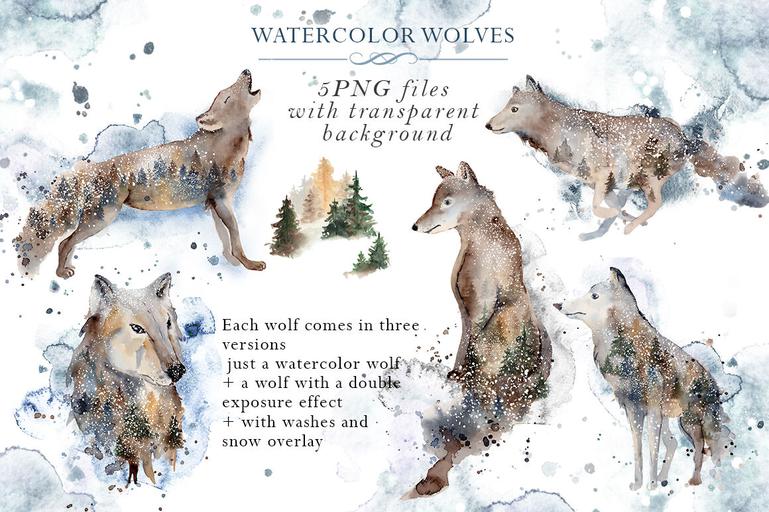 WATERCOLOR WOLVES
5PNG files
with transparent
background
Each wolf comes in three
versions
just a watercolor wolf
+ a wolf with a double
exposure effect
+ with washes and
snow overlay